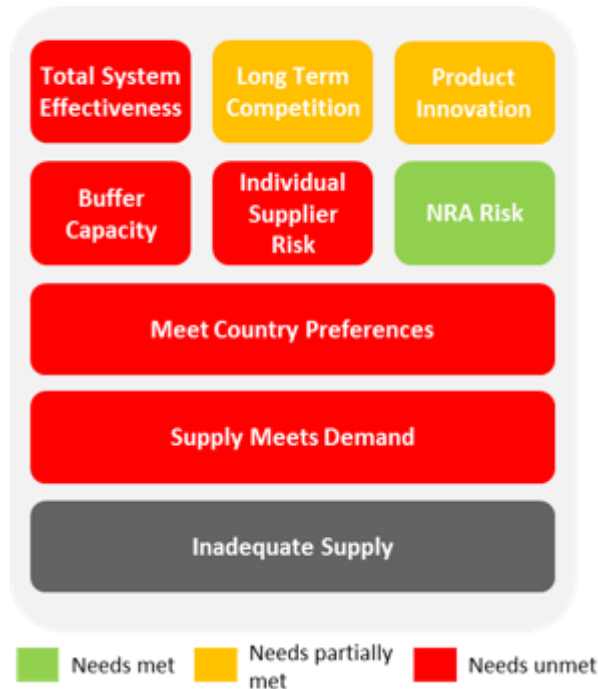 Total System
Effectiveness
Long Term
Competition
Product
Innovation
Buffer
Capacity
Individual
Supplier
Risk
NRA Risk
Meet Country Preferences
Supply Meets Demand
Inadequate Supply
Needs met
Needs partially
met
Needs unmet